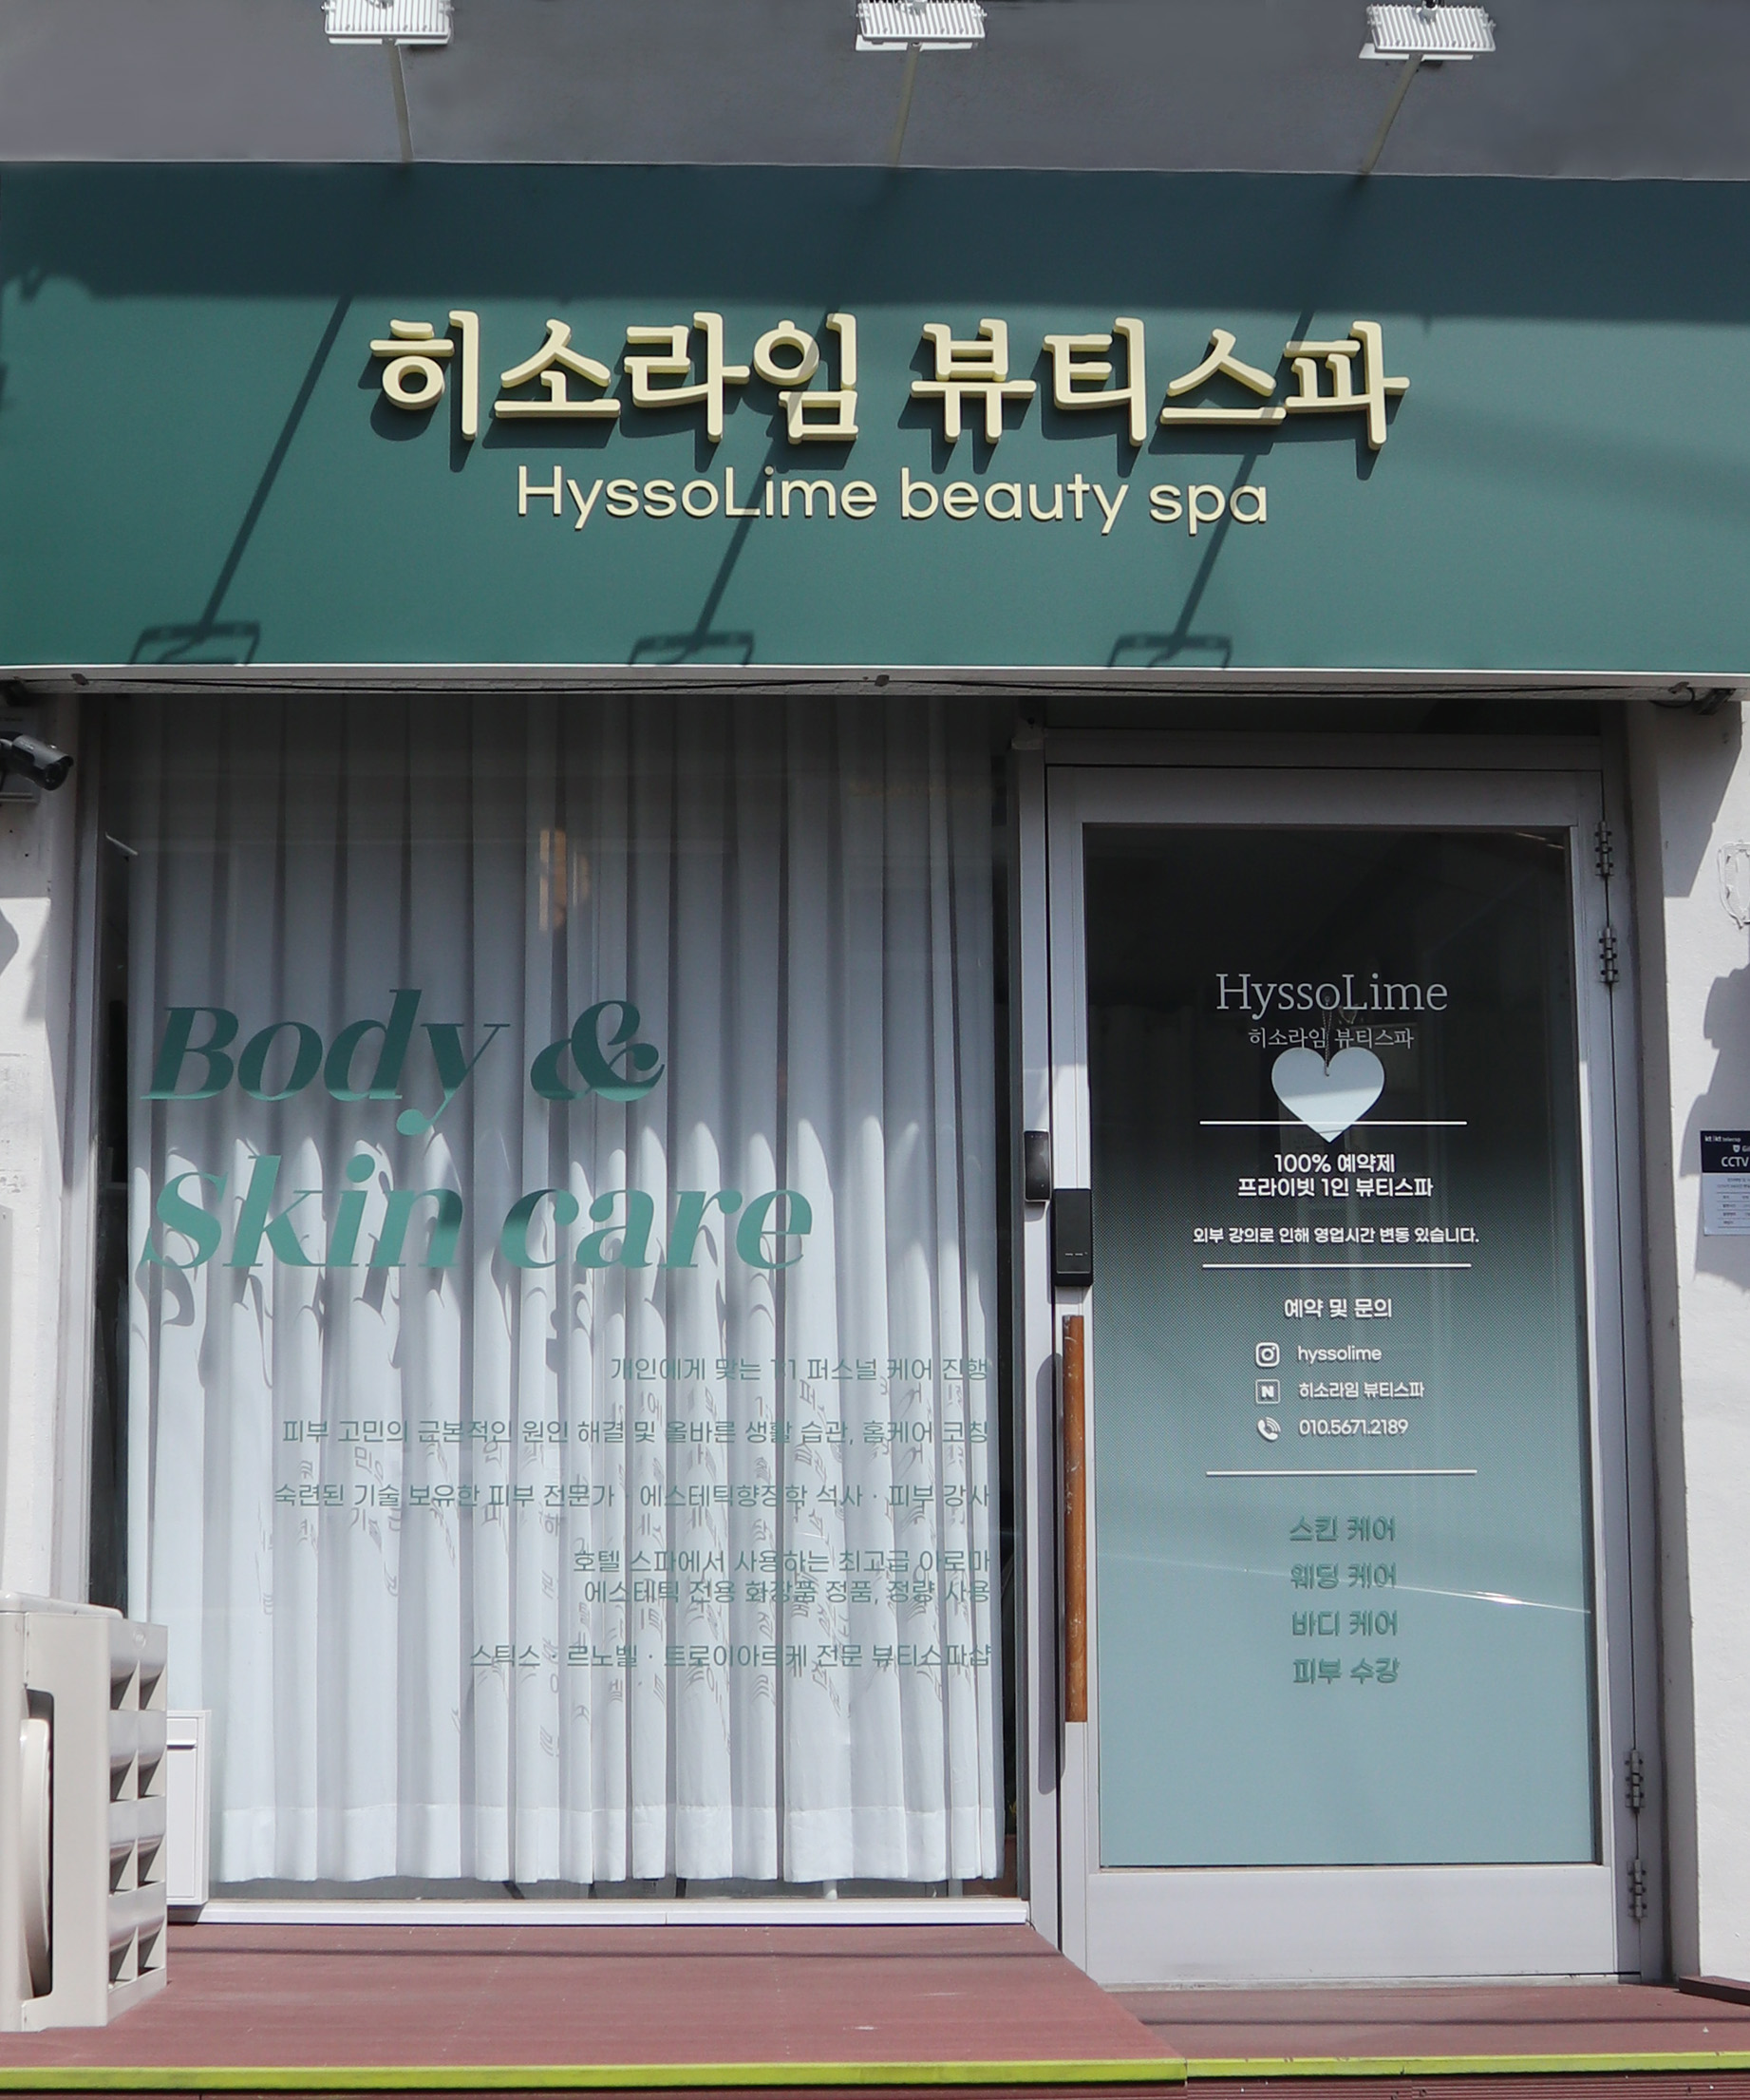 히소라임 뷰티스파
HyssoLime beauty spa
Body &
Skin care
개인에게 맞는 1:1 퍼스널 케어 진행
피부 고민의 근본적인 원인 해결 및 올바른 생활 습관, 홈케어 코칭
숙련된 기술 보유한 피부 전문가 · 에스테틱향장학 석사 · 피부 강사
호텔 스파에서 사용하는 최고급 아로마
에스테틱 전용 화장품 정품, 정량 사용
스틱스 · 르노벨 · 트로이아르케 전문 뷰티스파샵
HyssoLime
히소라임 뷰티스파
100% 예약제
프라이빗 1인 뷰티스파
외부 강의로 인해 영업시간 변동 있습니다.
예약 및 문의
hyssolime
N 히소라임 뷰티스파
010.5671.2189
스킨 케어
웨딩 케어
바디 케어
피부 수강
CCTV